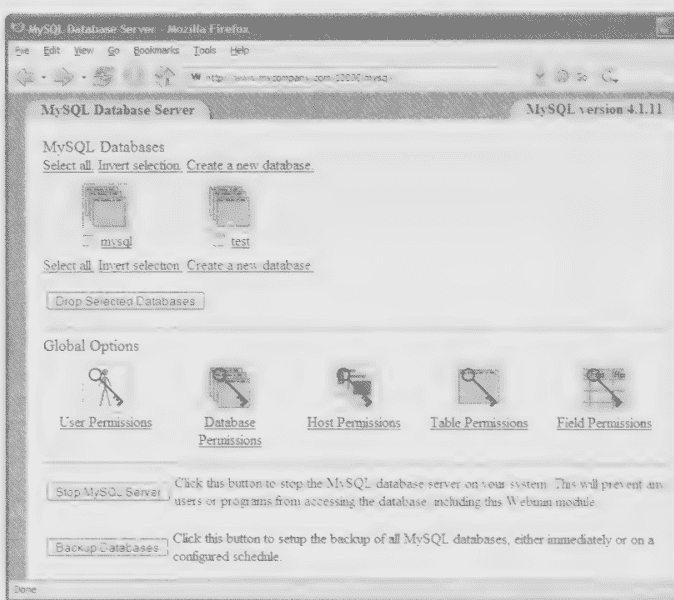 MySQL Database Server - Mozilla Firefox
File Edit View Go Bookmarks Tools Help
Go
MySQL Database Server MySQL version 4.1.11
MySQL Databases
Select all. Invert selection. Create a new database.
mysql test
Select all. Invert selection. Create a new database.
Drop Selected Databases
Global Options
User Permissions Database Permissions Host Permissions Table Permissions Field Permissions
Stop MySQL Server Click this button to stop the MySQL database server on your system. This will prevent any
users or programs from accessing the database, including this Webmin module.
Backup Databases Click this button to setup the backup of all MySQL databases, either immediately or on a
configured schedule.
Done